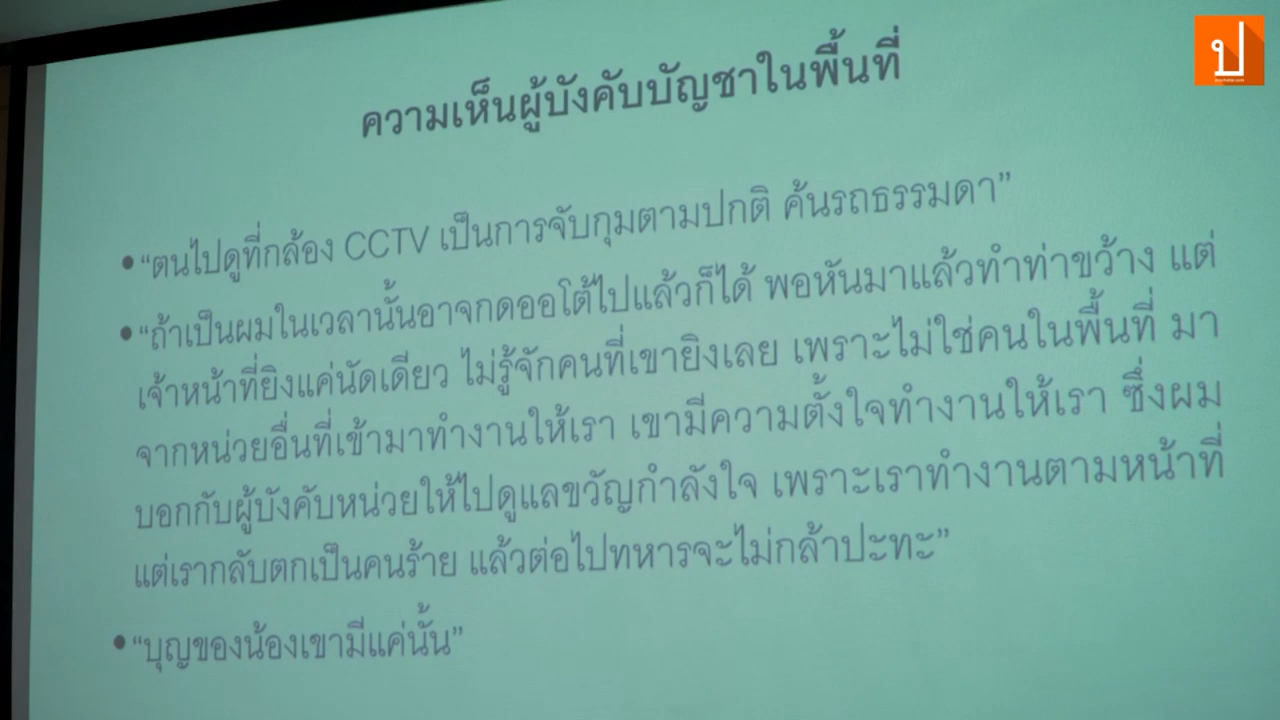 ป
ความเห็นผู้บังคับบัญชาในพื้นที่
• “ตนไปดูที่กล้อง CCTV เป็นการจับกุมตามปกติ ค้นรถธรรมดา”
• “ถ้าเป็นผมในเวลานั้นอาจกดออโต้ไปแล้วก็ได้ พอหันมาแล้วทำท่าขว้าง แต่
เจ้าหน้าที่ยิงแค่นัดเดียว ไม่รู้จักคนที่เขายิงเลย เพราะไม่ใช่คนในพื้นที่ มา
จากหน่วยอื่นที่เข้ามาทำงานให้เรา เขามีความตั้งใจทำงานให้เรา ซึ่งผม
บอกกับผู้บังคับหน่วยให้ไปดูแลขวัญกำลังใจ เพราะเราทำงานตามหน้าที่
แต่เรากลับตกเป็นคนร้าย แล้วต่อไปทหารจะไม่กล้าปะทะ”
• “บุญของน้องเขามีแค่นั้น”